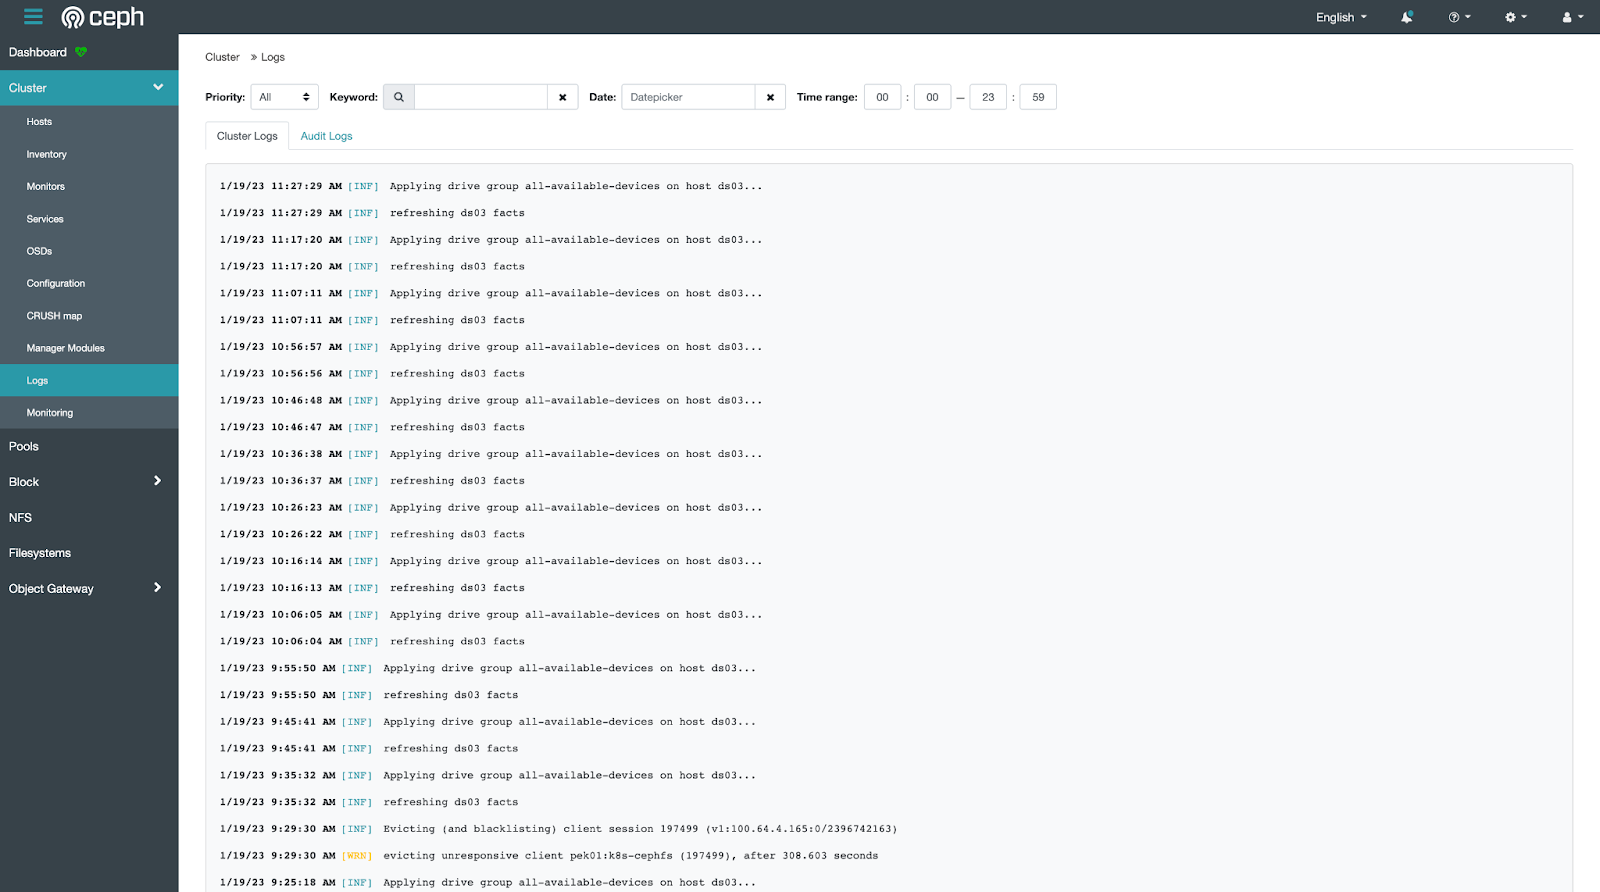 ceph
English
Dashboard
Cluster
Hosts
Inventory
Monitors
Services
OSDs
Configuration
CRUSH map
Manager Modules
Logs
Monitoring
Pools
Block
NFS
Filesystems
Object Gateway
Cluster » Logs
Priority: All Keyword: Date: Datepicker Time range: 00 : 00 — 23 : 59
Cluster Logs Audit Logs
1/19/23 11:27:29 AM [INF] Applying drive group all-available-devices on host ds03...
1/19/23 11:27:29 AM [INF] refreshing ds03 facts
1/19/23 11:17:20 AM [INF] Applying drive group all-available-devices on host ds03...
1/19/23 11:17:20 AM [INF] refreshing ds03 facts
1/19/23 11:07:11 AM [INF] Applying drive group all-available-devices on host ds03...
1/19/23 11:07:11 AM [INF] refreshing ds03 facts
1/19/23 10:56:57 AM [INF] Applying drive group all-available-devices on host ds03...
1/19/23 10:56:56 AM [INF] refreshing ds03 facts
1/19/23 10:46:48 AM [INF] Applying drive group all-available-devices on host ds03...
1/19/23 10:46:47 AM [INF] refreshing ds03 facts
1/19/23 10:36:38 AM [INF] Applying drive group all-available-devices on host ds03...
1/19/23 10:36:37 AM [INF] refreshing ds03 facts
1/19/23 10:26:23 AM [INF] Applying drive group all-available-devices on host ds03...
1/19/23 10:26:22 AM [INF] refreshing ds03 facts
1/19/23 10:16:14 AM [INF] Applying drive group all-available-devices on host ds03...
1/19/23 10:16:13 AM [INF] refreshing ds03 facts
1/19/23 10:06:05 AM [INF] Applying drive group all-available-devices on host ds03...
1/19/23 10:06:04 AM [INF] refreshing ds03 facts
1/19/23 9:55:50 AM [INF] Applying drive group all-available-devices on host ds03...
1/19/23 9:55:50 AM [INF] refreshing ds03 facts
1/19/23 9:45:41 AM [INF] Applying drive group all-available-devices on host ds03...
1/19/23 9:45:41 AM [INF] refreshing ds03 facts
1/19/23 9:35:32 AM [INF] Applying drive group all-available-devices on host ds03...
1/19/23 9:35:32 AM [INF] refreshing ds03 facts
1/19/23 9:29:30 AM [INF] Evicting (and blacklisting) client session 197499 (v1:100.64.4.165:0/2396742163)
1/19/23 9:29:30 AM [WRN] evicting unresponsive client pek01:k8s-cephfs (197499), after 308.603 seconds
1/19/23 9:25:18 AM [INF] Applying drive group all-available-devices on host ds03...